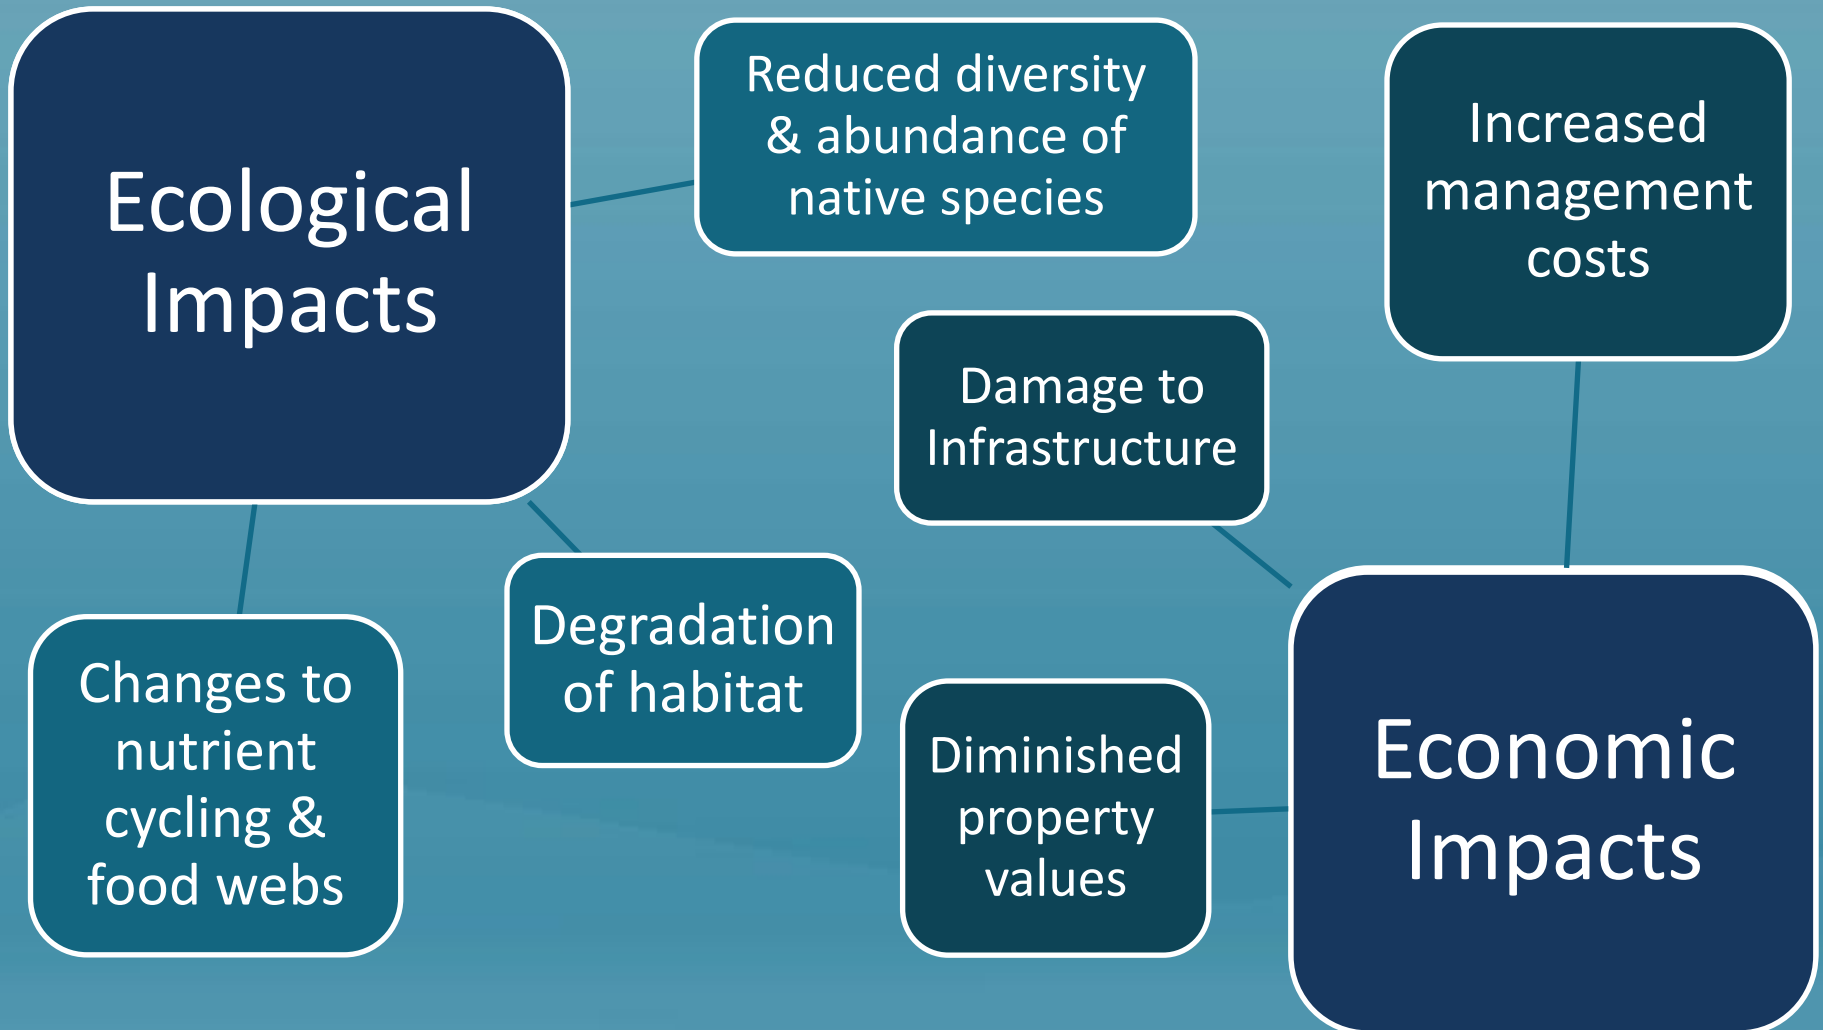 Ecological
Impacts
Reduced diversity
& abundance of
native species
Increased
management
costs
Damage to
Infrastructure
Degradation
of habitat
Changes to
nutrient
cycling &
food webs
Diminished
property
values
Economic
Impacts